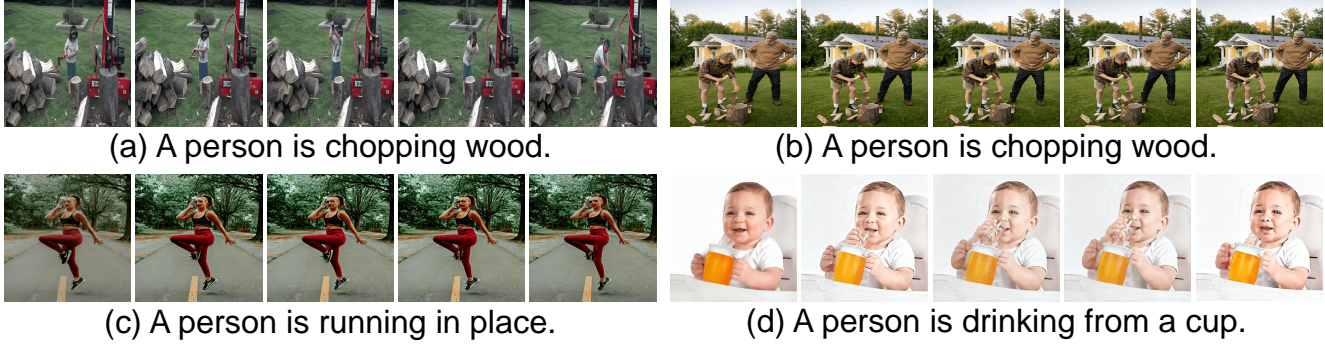 (a) A person is chopping wood.
(b) A person is chopping wood.
(c) A person is running in place.
(d) A person is drinking from a cup.